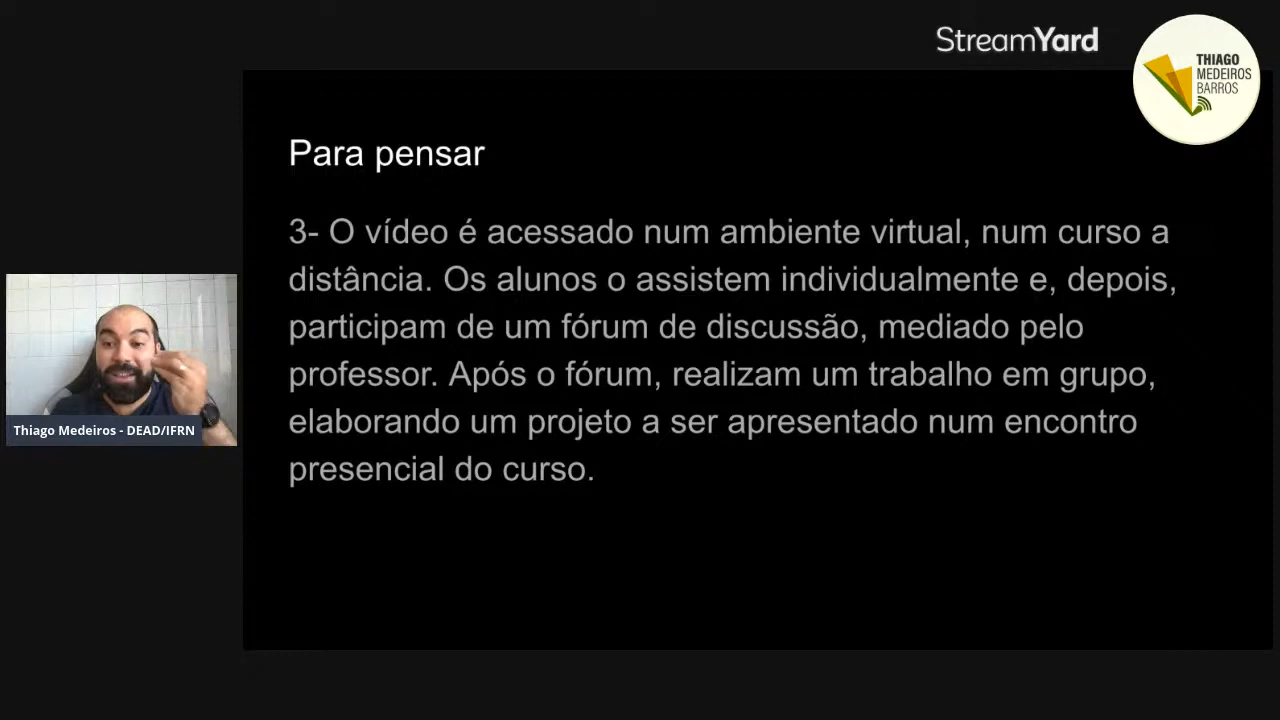 StreamYard
THIAGO
MEDEIROS
BARROS
Para pensar
3- O vídeo é acessado num ambiente virtual, num curso a
distância. Os alunos o assistem individualmente e, depois,
participam de um fórum de discussão, mediado pelo
professor. Após o fórum, realizam um trabalho em grupo,
elaborando um projeto a ser apresentado num encontro
presencial do curso.
Thiago Medeiros - DEAD/IFRN